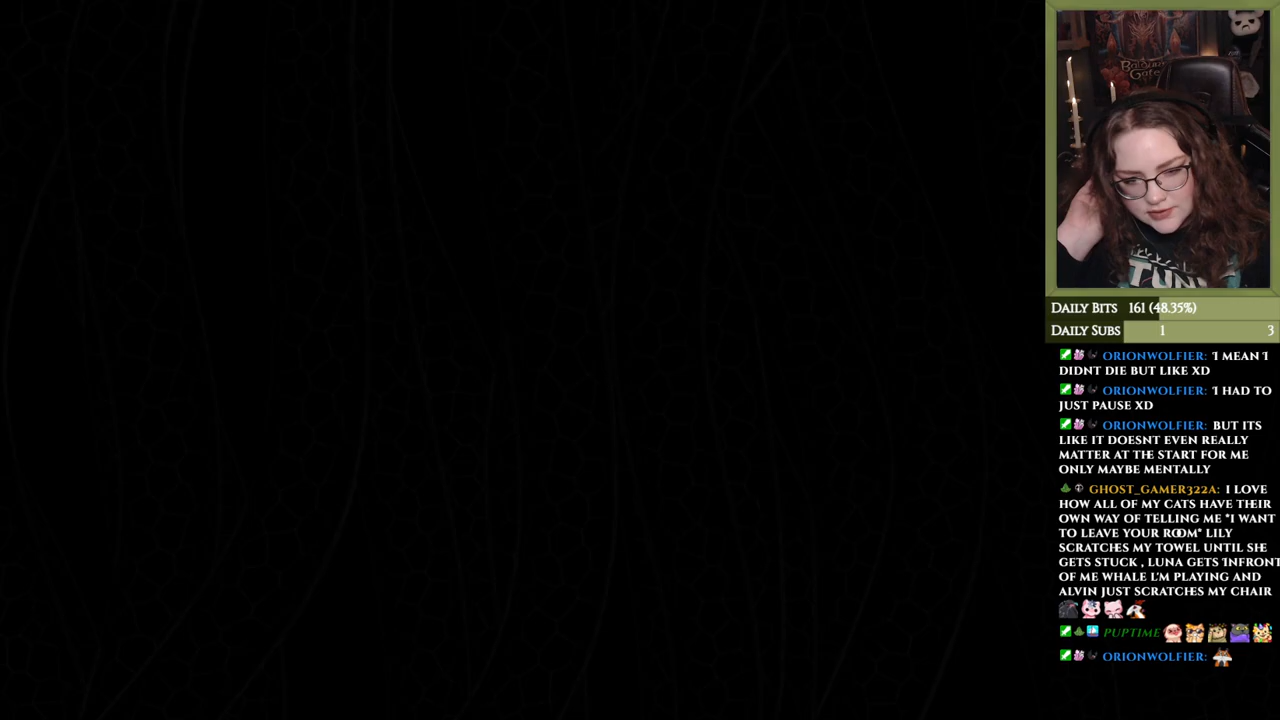 Baldur's
Gate
TUN
DAILY BITS 161 (48.35%)
DAILY SUBS 1 3
ORIONWOLFIER: I MEAN I
DIDNT DIE BUT LIKE XD
ORIONWOLFIER: I HAD TO
JUST PAUSE XD
ORIONWOLFIER: BUT ITS
LIKE IT DOESNT EVEN REALLY
MATTER AT THE START FOR ME
ONLY MAYBE MENTALLY
GHOST_GAMER322A: I LOVE
HOW ALL OF MY CATS HAVE THEIR
OWN WAY OF TELLING ME "I WANT
TO LEAVE YOUR ROOM" LILY
SCRATCHES MY TOWEL UNTIL SHE
GETS STUCK , LUNA GETS INFRONT
OF ME WHALE L'M PLAYING AND
ALVIN JUST SCRATCHES MY CHAIR
PUPTIME
ORIONWOLFIER: